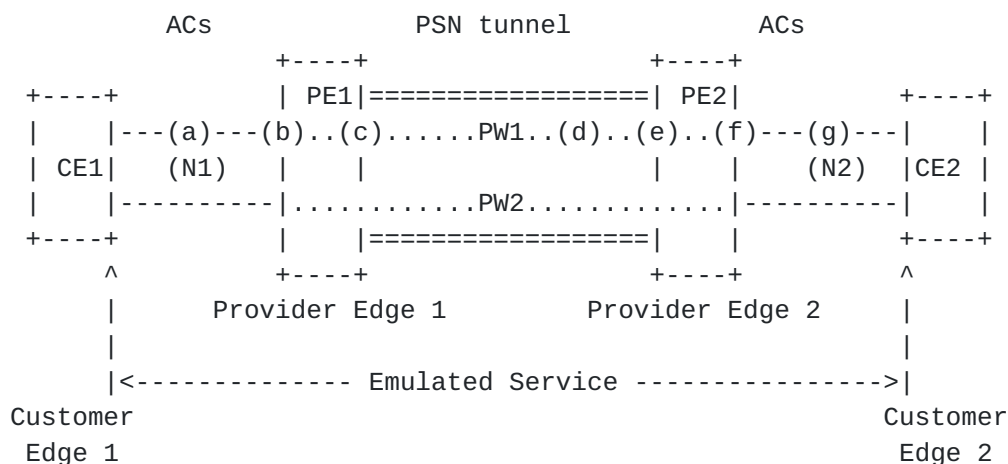 ACs             PSN tunnel             ACs
                 +----+                  +----+
 +----+          | PE1|==================| PE2|          +----+
 |    |---(a)---(b)..(c)......PW1..(d)..(e)..(f)---(g)---|    |
 | CE1|   (N1)   |    |                  |    |    (N2)  |CE2 |
 |    |----------|............PW2.............|----------|    |
 +----+          |    |==================|    |          +----+
      ^          +----+                  +----+          ^
      |      Provider Edge 1         Provider Edge 2     |
      |                                                  |
      |<-------------- Emulated Service ---------------->|
Customer                                                Customer
 Edge 1                                                  Edge 2